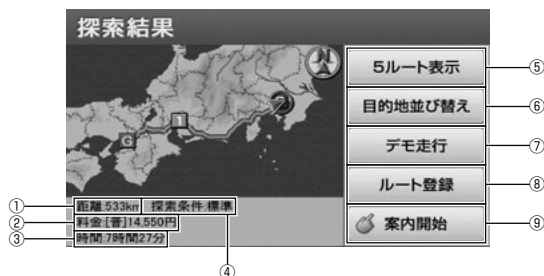 探索結果
5ルート表示
目的地並び替え
デモ走行
ルート登録
案内開始
G
1
距離:533km 探索条件:標準
料金:[普]14,550円
時間:7時間27分
①
②
③
④
⑤
⑥
⑦
⑧
⑨